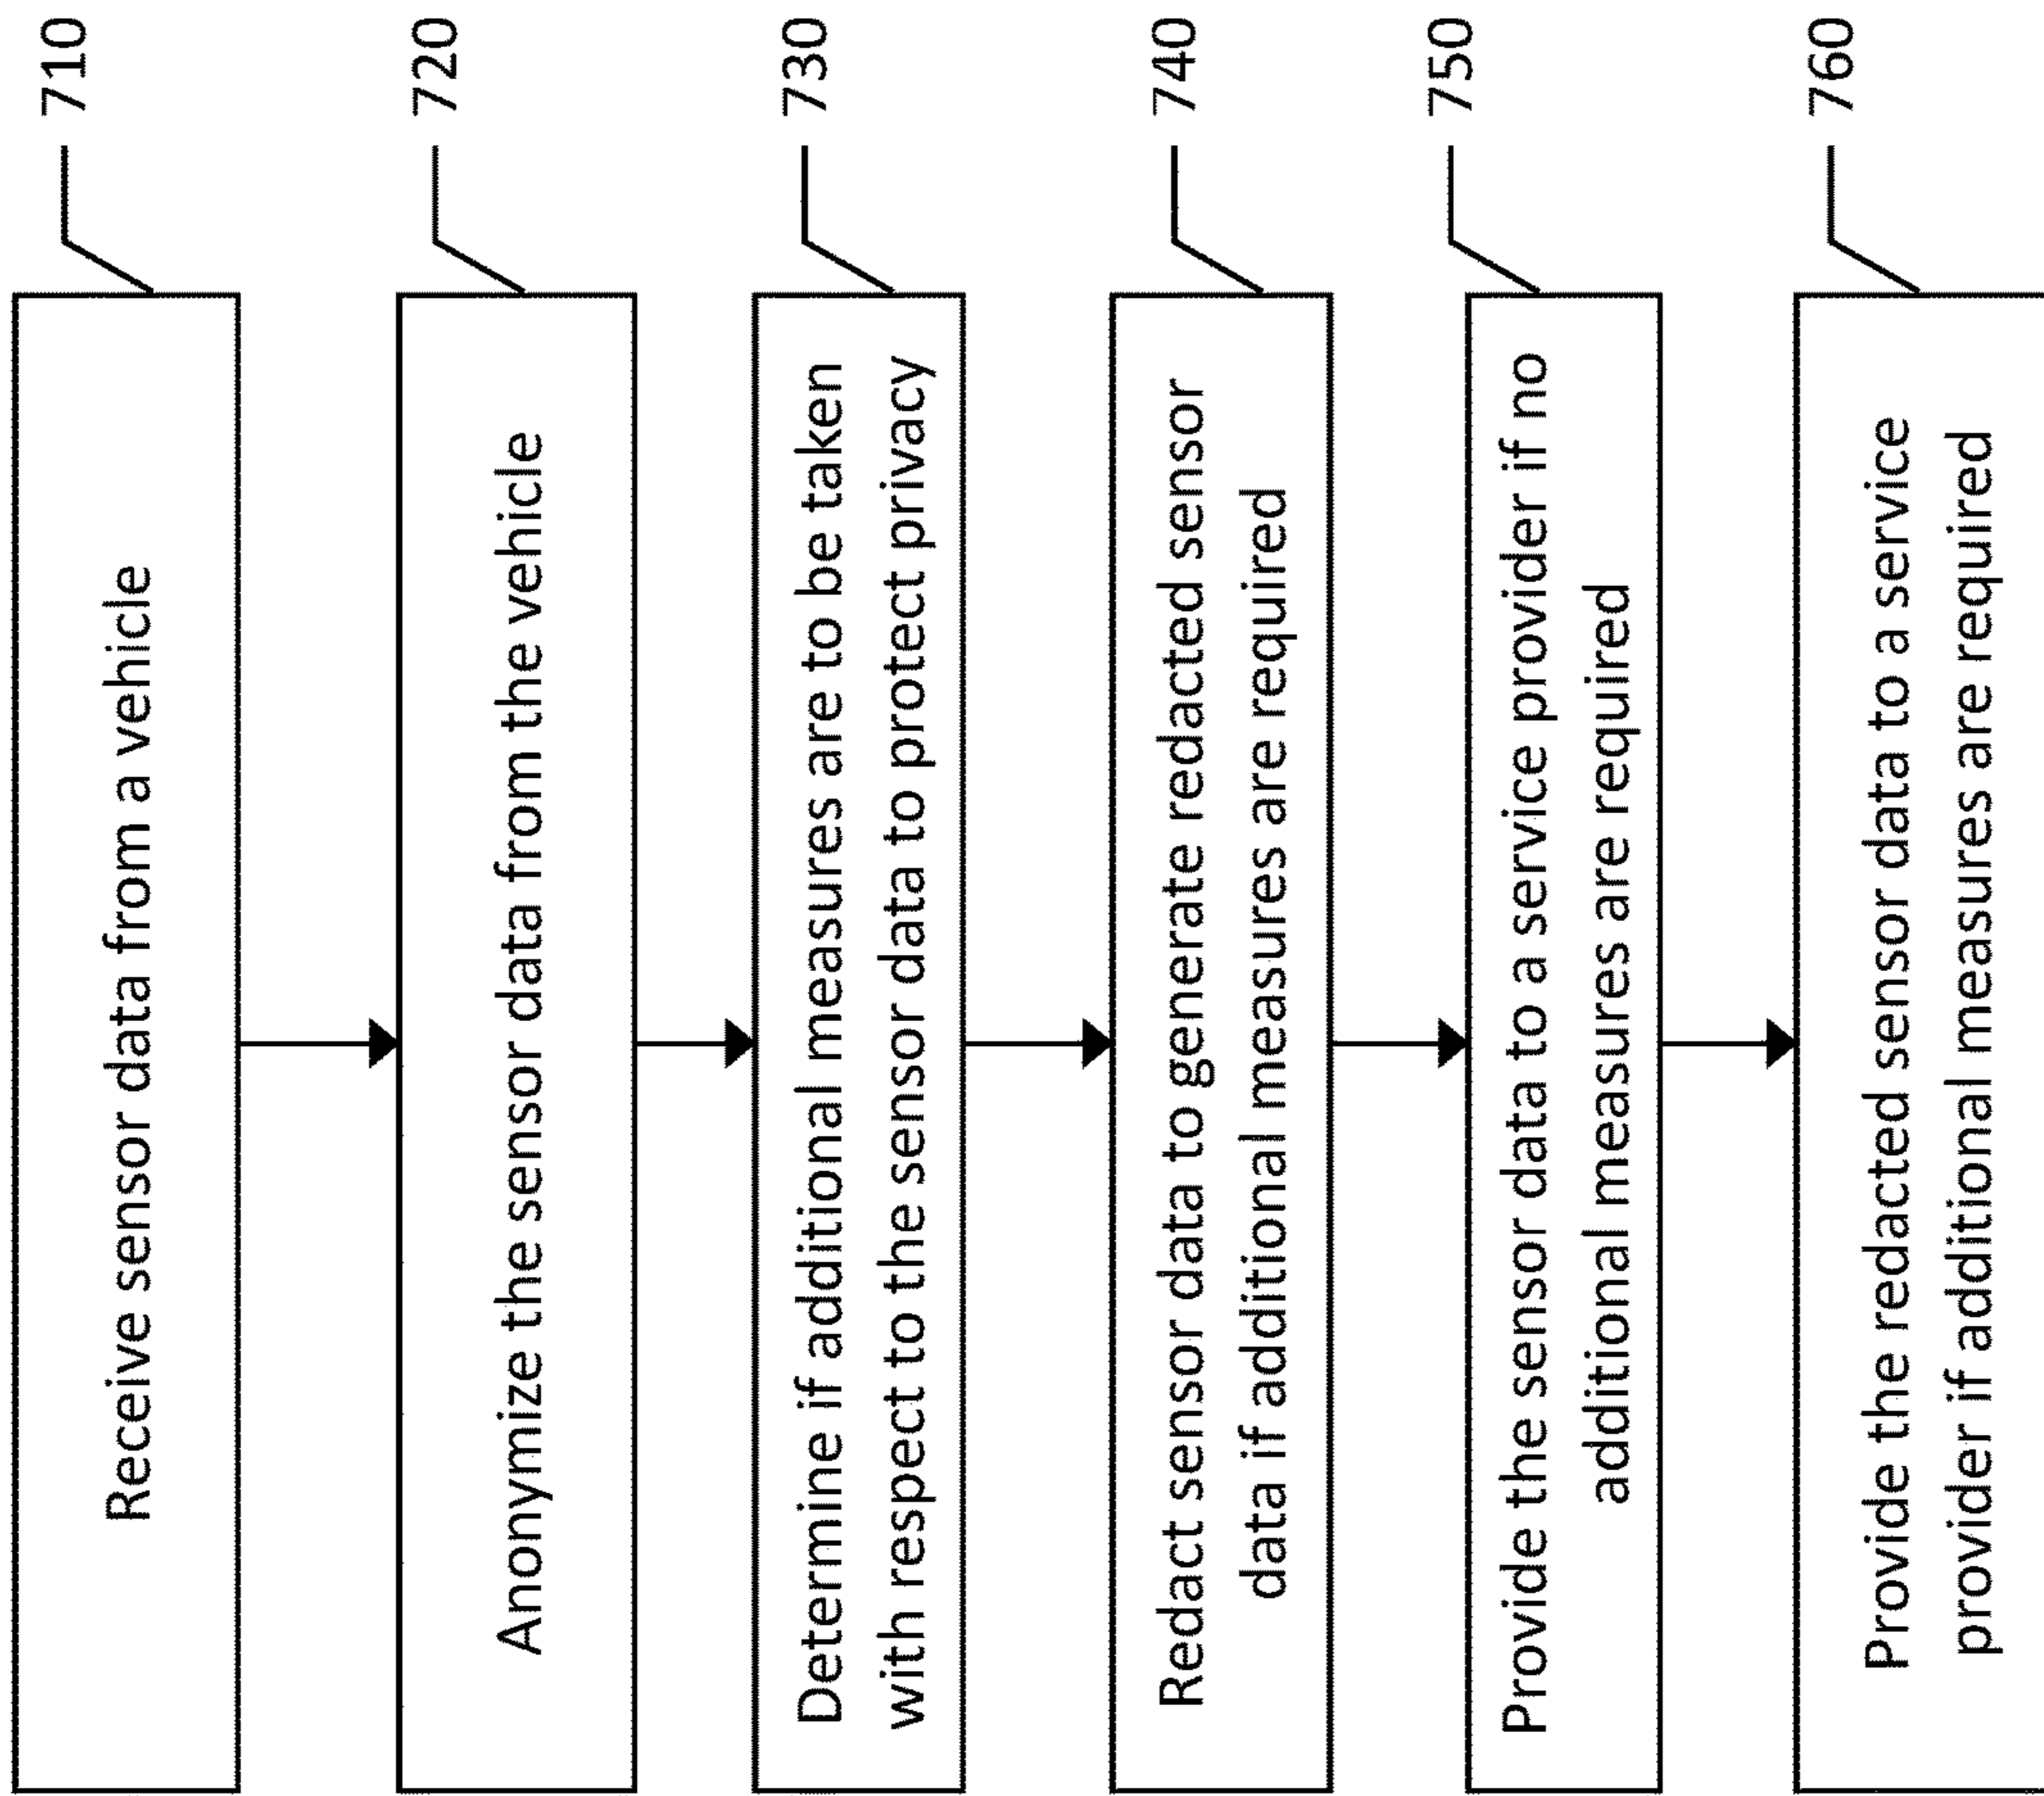 Receive sensor data from a vehicle
710
Anonymize the sensor data from the vehicle
720
Determine if additional measures are to be taken
with respect to the sensor data to protect privacy
730
Redact sensor data to generate redacted sensor
data if additional measures are required
740
Provide the sensor data to a service provider if no
additional measures are required
750
Provide the redacted sensor data to a service
provider if additional measures are required
760